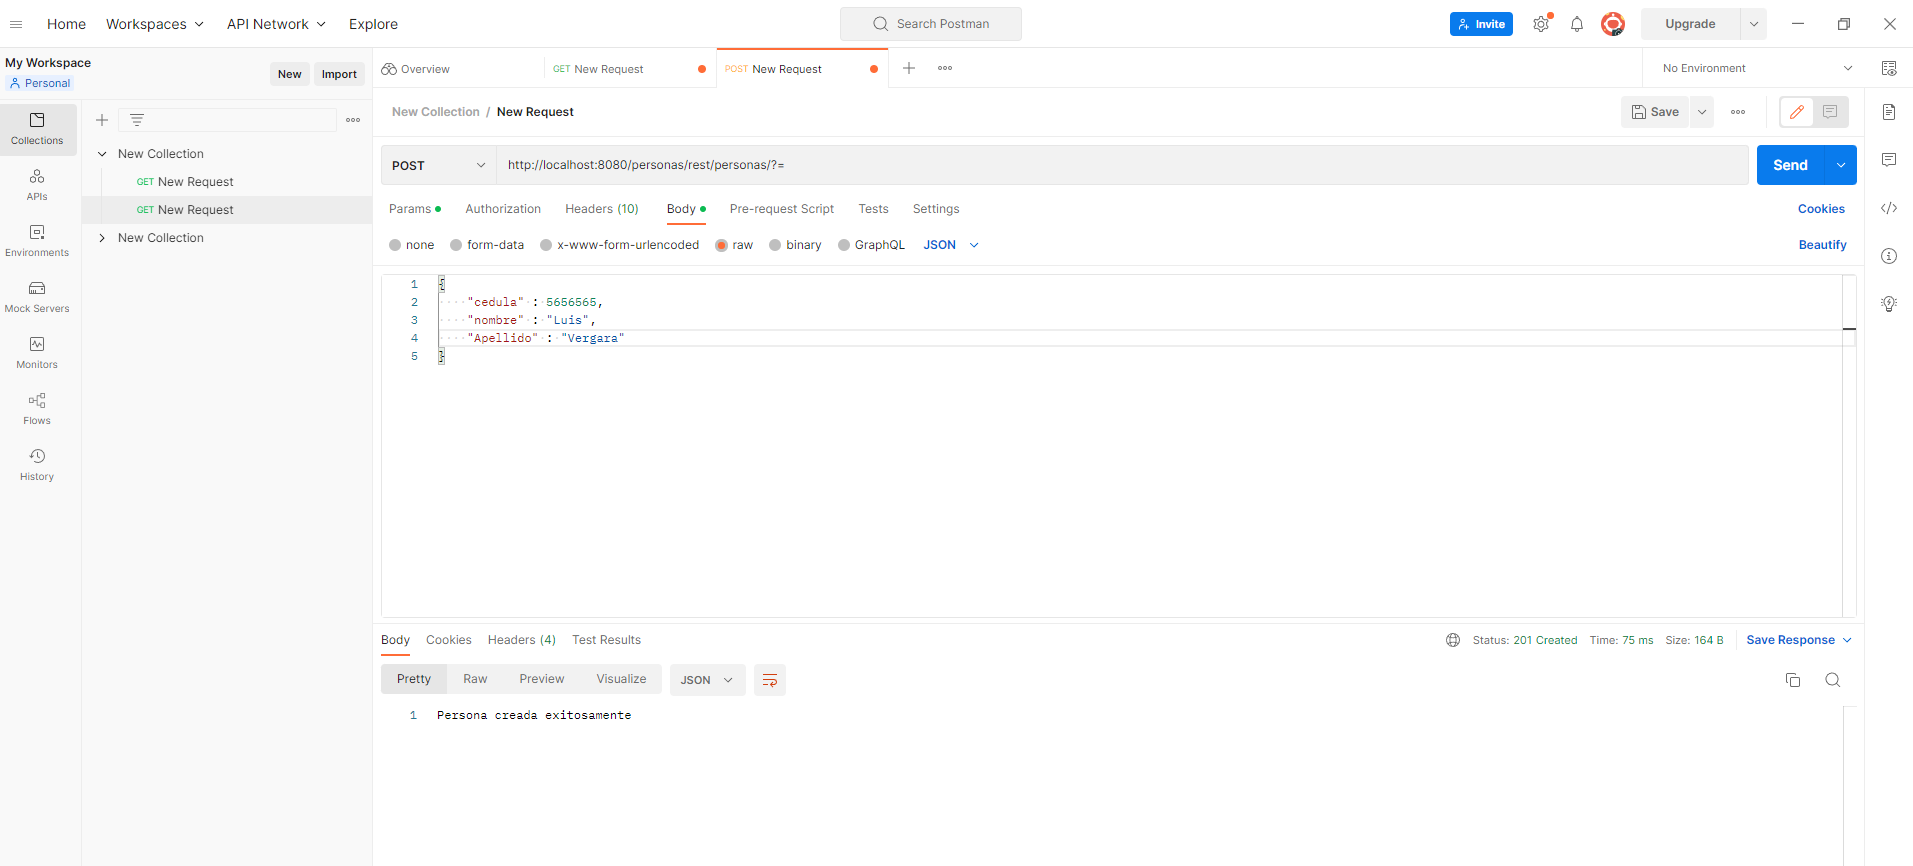 Home Workspaces API Network Explore Search Postman Invite Upgrade
My Workspace
Personal
New Import
Overview GET New Request POST New Request No Environment
Collections
APIs
Environments
Mock Servers
Monitors
Flows
History
New Collection
GET New Request
GET New Request
New Collection
New Collection / New Request Save
POST http://localhost:8080/personas/rest/personas/?= Send
Params Authorization Headers (10) Body Pre-request Script Tests Settings Cookies
none form-data x-www-form-urlencoded raw binary GraphQL JSON Beautify
1 {
2 "cedula" : 5656565,
3 "nombre" : "Luis",
4 "Apellido" : "Vergara"
5 }
Body Cookies Headers (4) Test Results Status: 201 Created Time: 75 ms Size: 164 B Save Response
Pretty Raw Preview Visualize JSON
1 Persona creada exitosamente